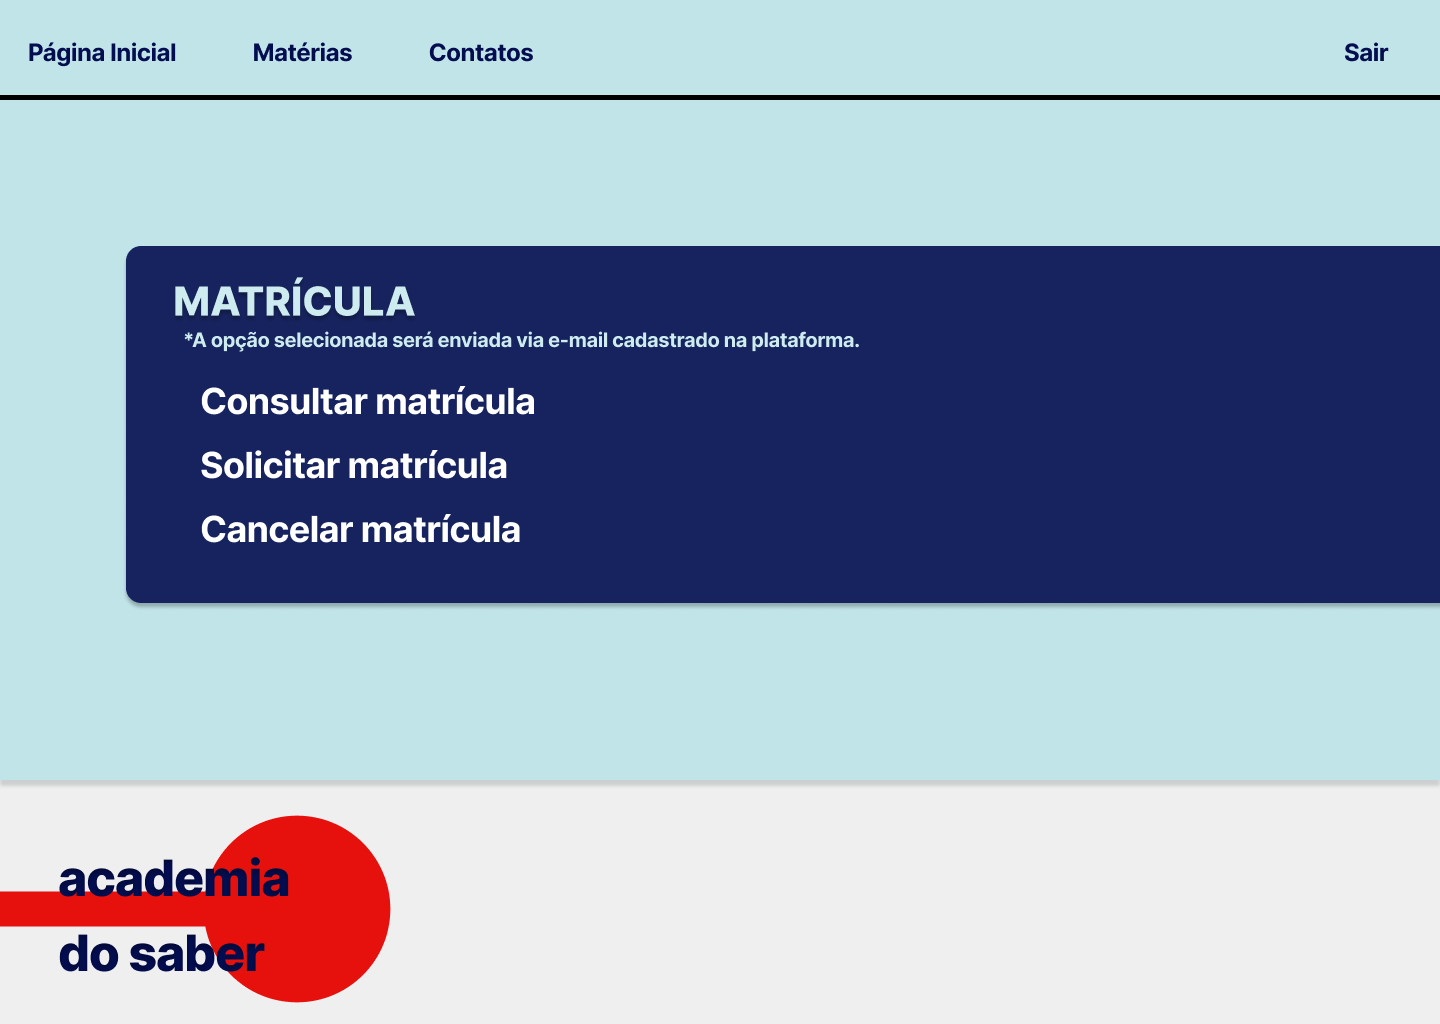 Página Inicial Matérias Contatos Sair
MATRÍCULA
*A opção selecionada será enviada via e-mail cadastrado na plataforma.
Consultar matrícula
Solicitar matrícula
Cancelar matrícula
academia
do saber